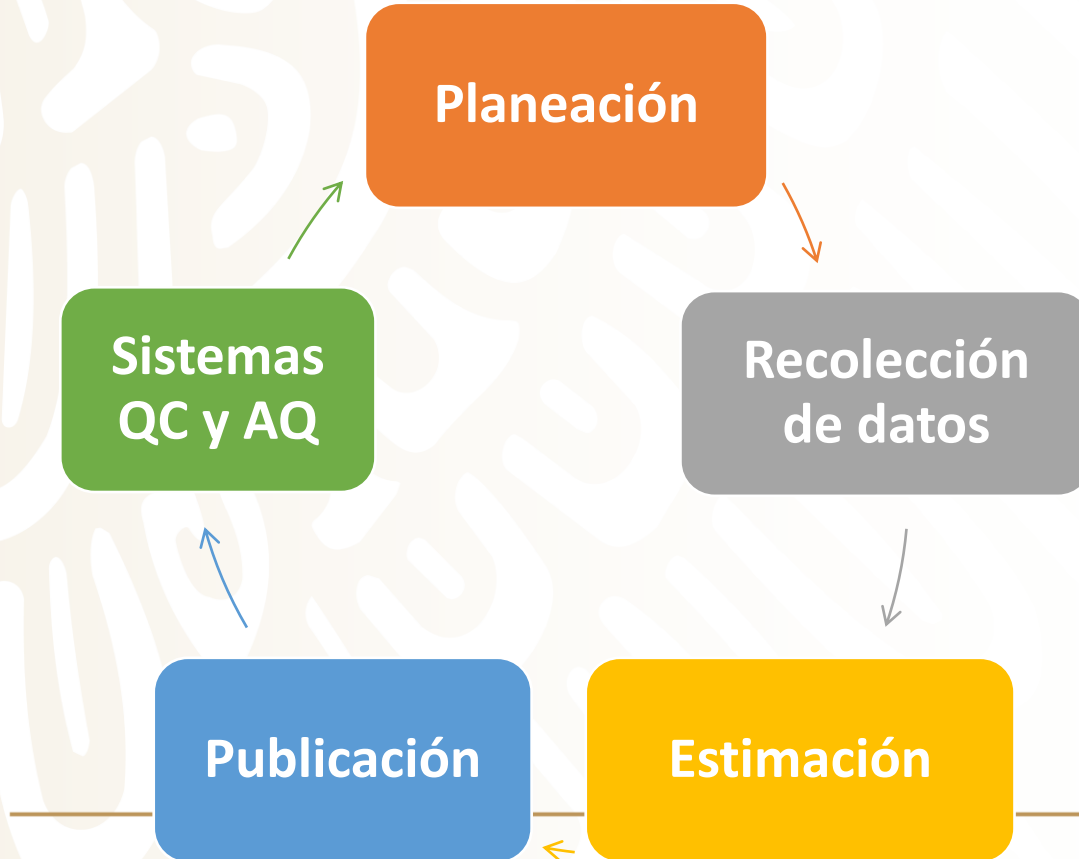 Planeación
Recolección
de datos
Estimación
Publicación
Sistemas
QC y AQ